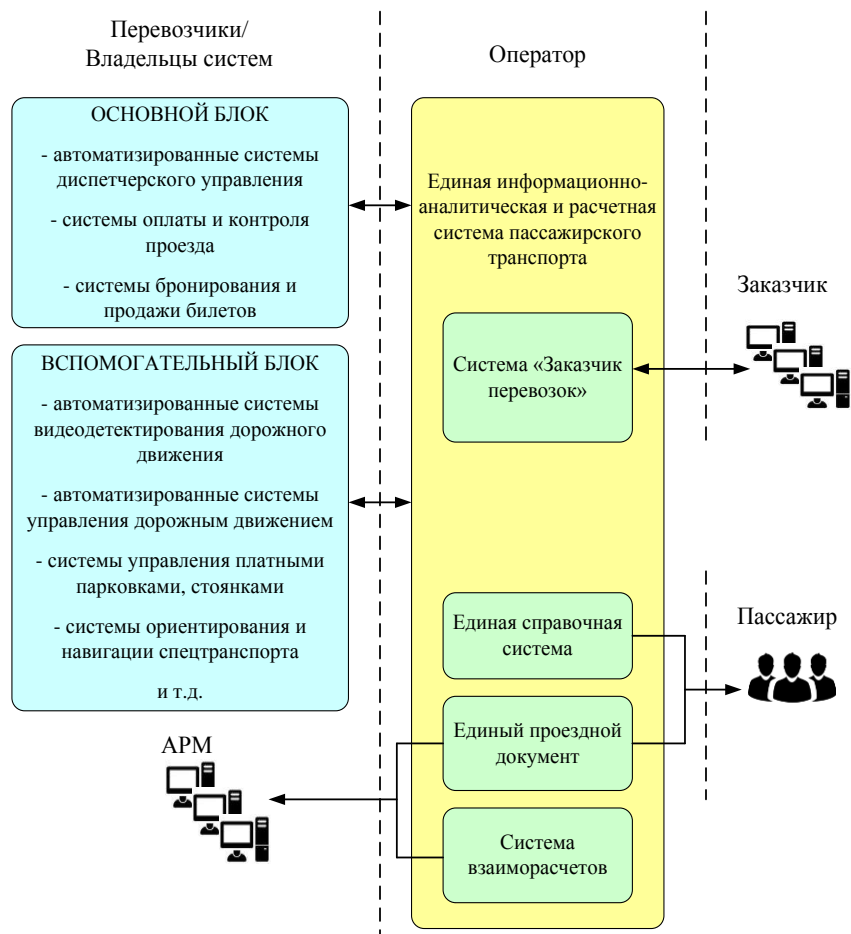 Перевозчики/
Владельцы систем
Оператор
ОСНОВНОЙ БЛОК
- автоматизированные системы
диспетчерского управления
- системы оплаты и контроля
проезда
- системы бронирования и
продажи билетов
ВСПОМОГАТЕЛЬНЫЙ БЛОК
- автоматизированные системы
видеодетектирования дорожного
движения
- автоматизированные системы
управления дорожным движением
- системы управления платными
парковками, стоянками
- системы ориентирования и
навигации спецтранспорта
и т.д.
АРМ
Единая информационно-
аналитическая и расчетная
система пассажирского
транспорта
Система «Заказчик
перевозок»
Единая справочная
система
Единый проездной
документ
Система
взаиморасчетов
Заказчик
Пассажир